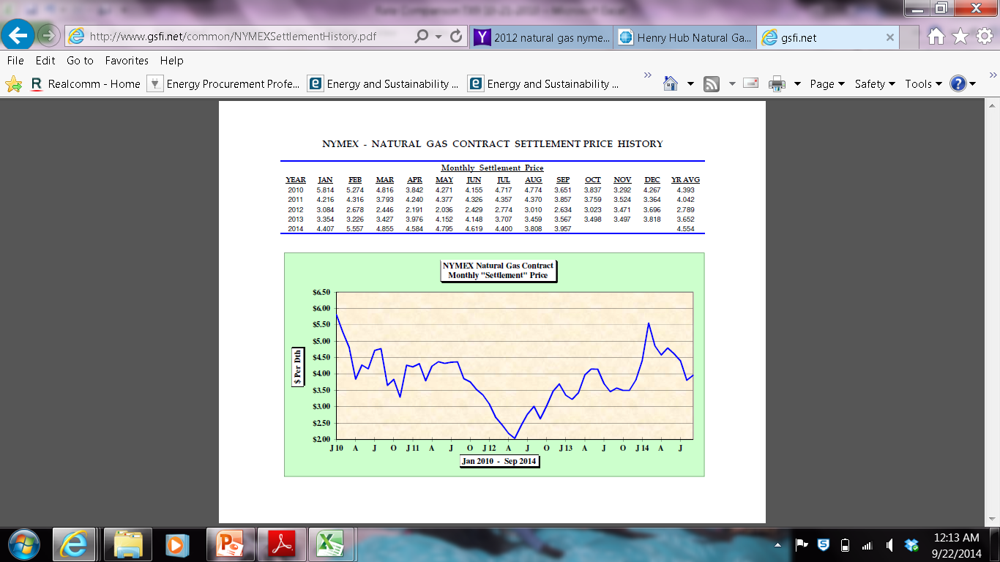 http://www.gsfi.net/common/NYMEXSettlementHistory.pdf
2012 natural gas nyme...
Henry Hub Natural Ga...
gsfi.net
File Edit Go to Favorites Help
Realcomm - Home
Energy Procurement Profe...
Energy and Sustainability ...
Energy and Sustainability ...
Page
Safety
Tools
NYMEX - NATURAL GAS CONTRACT SETTLEMENT PRICE HISTORY
Monthly Settlement Price
YEAR JAN FEB MAR APR MAY JUN JUL AUG SEP OCT NOV DEC YR AVG
2010 5.814 5.274 4.816 3.842 4.271 4.155 4.717 4.774 3.651 3.837 3.292 4.267 4.393
2011 4.216 4.316 3.793 4.240 4.377 4.326 4.357 4.370 3.857 3.759 3.524 3.364 4.042
2012 3.084 2.678 2.446 2.191 2.036 2.429 2.774 3.010 2.634 3.023 3.471 3.696 2.789
2013 3.354 3.226 3.427 3.976 4.152 4.148 3.707 3.459 3.567 3.498 3.497 3.818 3.652
2014 4.407 5.557 4.855 4.584 4.795 4.619 4.400 3.808 3.957 4.554
NYMEX Natural Gas Contract
Monthly "Settlement" Price
$6.50
$6.00
$5.50
$5.00
$4.50
$4.00
$3.50
$3.00
$2.50
$2.00
$ Per Dth
J 10 A J O J 11 A J O J 12 A J O J 13 A J O J 14 A J
Jan 2010 - Sep 2014
12:13 AM
9/22/2014